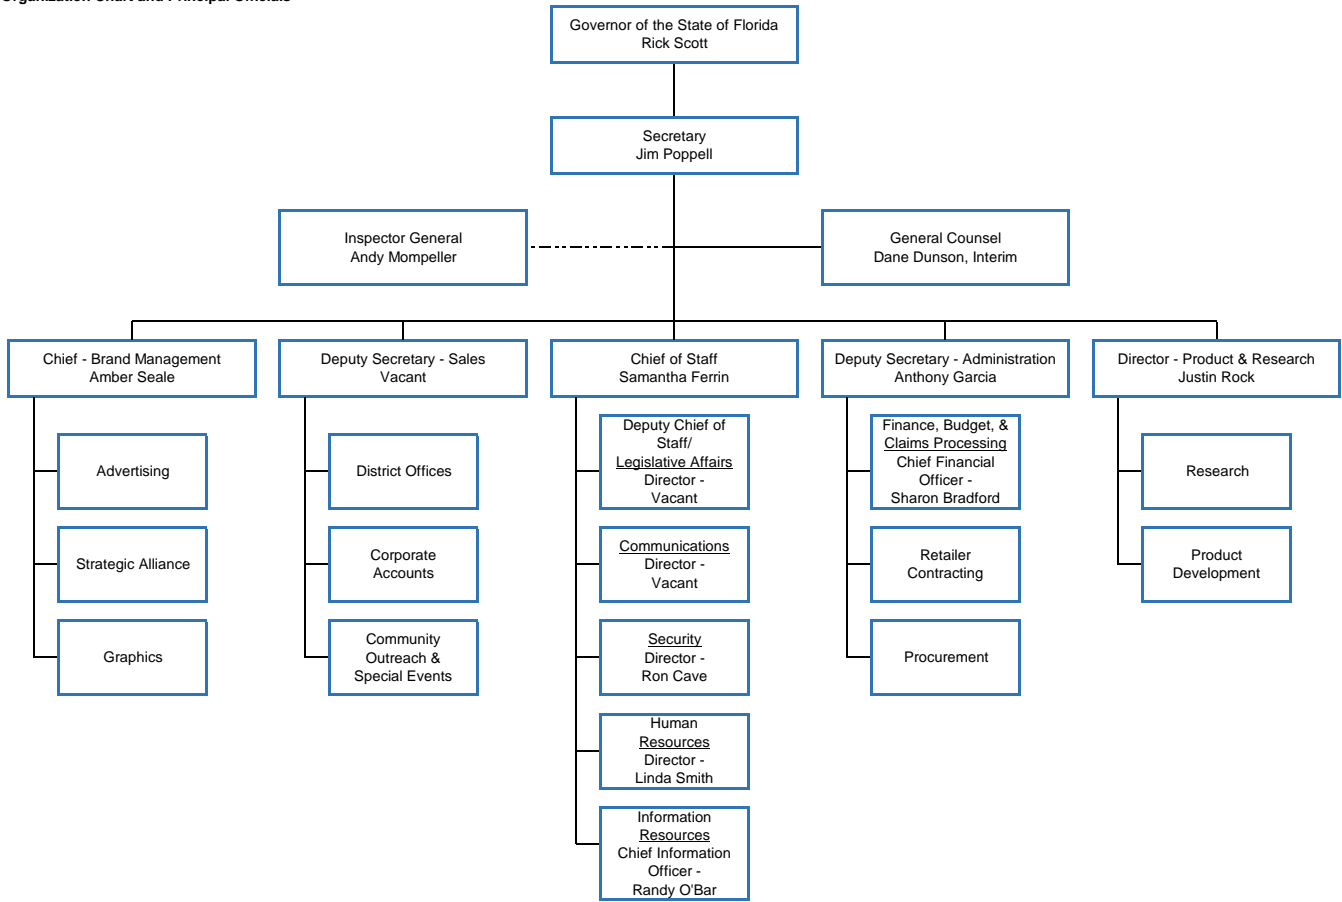 Organization Chart and Principal Officials
Governor of the State of Florida
Rick Scott
Secretary
Jim Poppell
Inspector General
Andy Mompeller
General Counsel
Dane Dunson, Interim
Chief - Brand Management
Amber Seale
Deputy Secretary - Sales
Vacant
Chief of Staff
Samantha Ferrin
Deputy Secretary - Administration
Anthony Garcia
Director - Product & Research
Justin Rock
Advertising
Strategic Alliance
Graphics
District Offices
Corporate
Accounts
Community
Outreach &
Special Events
Deputy Chief of
Staff/
Legislative Affairs
Director -
Vacant
Communications
Director -
Vacant
Security
Director -
Ron Cave
Human
Resources
Director -
Linda Smith
Information
Resources
Chief Information
Officer -
Randy O'Bar
Finance, Budget, &
Claims Processing
Chief Financial
Officer -
Sharon Bradford
Retailer
Contracting
Procurement
Research
Product
Development